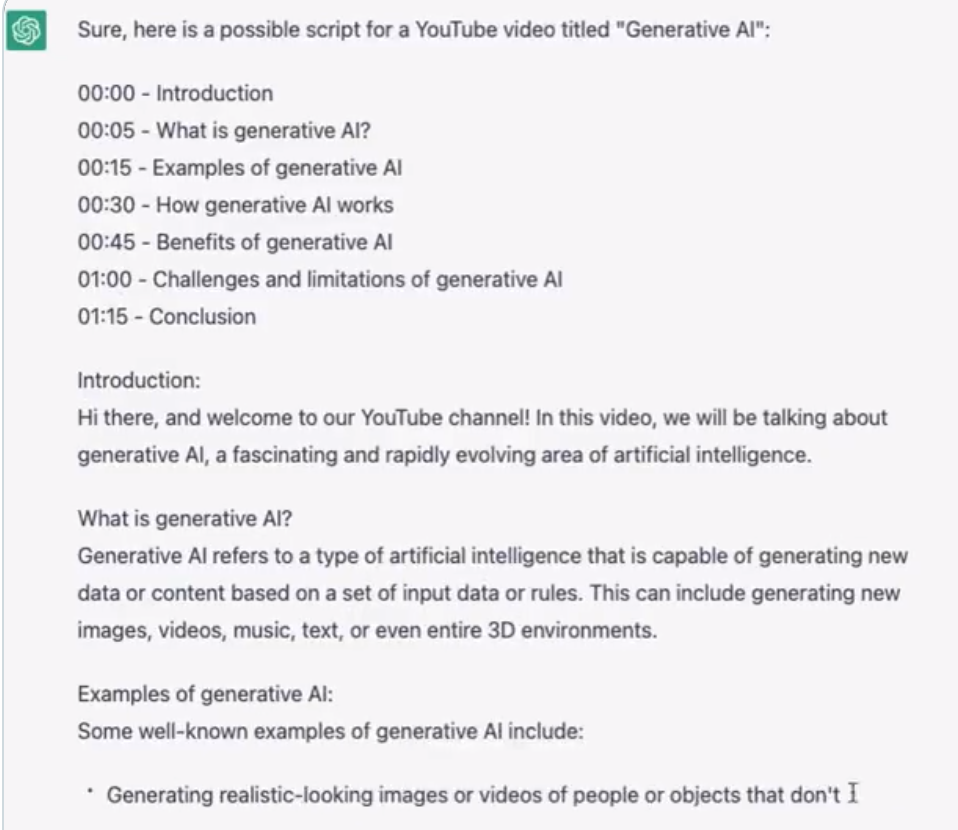 Sure, here is a possible script for a YouTube video titled "Generative AI":
00:00 - Introduction
00:05 - What is generative AI?
00:15 - Examples of generative AI
00:30 - How generative AI works
00:45 - Benefits of generative AI
01:00 - Challenges and limitations of generative AI
01:15 - Conclusion
Introduction:
Hi there, and welcome to our YouTube channel! In this video, we will be talking about
generative AI, a fascinating and rapidly evolving area of artificial intelligence.
What is generative AI?
Generative AI refers to a type of artificial intelligence that is capable of generating new
data or content based on a set of input data or rules. This can include generating new
images, videos, music, text, or even entire 3D environments.
Examples of generative AI:
Some well-known examples of generative AI include:
• Generating realistic-looking images or videos of people or objects that don't